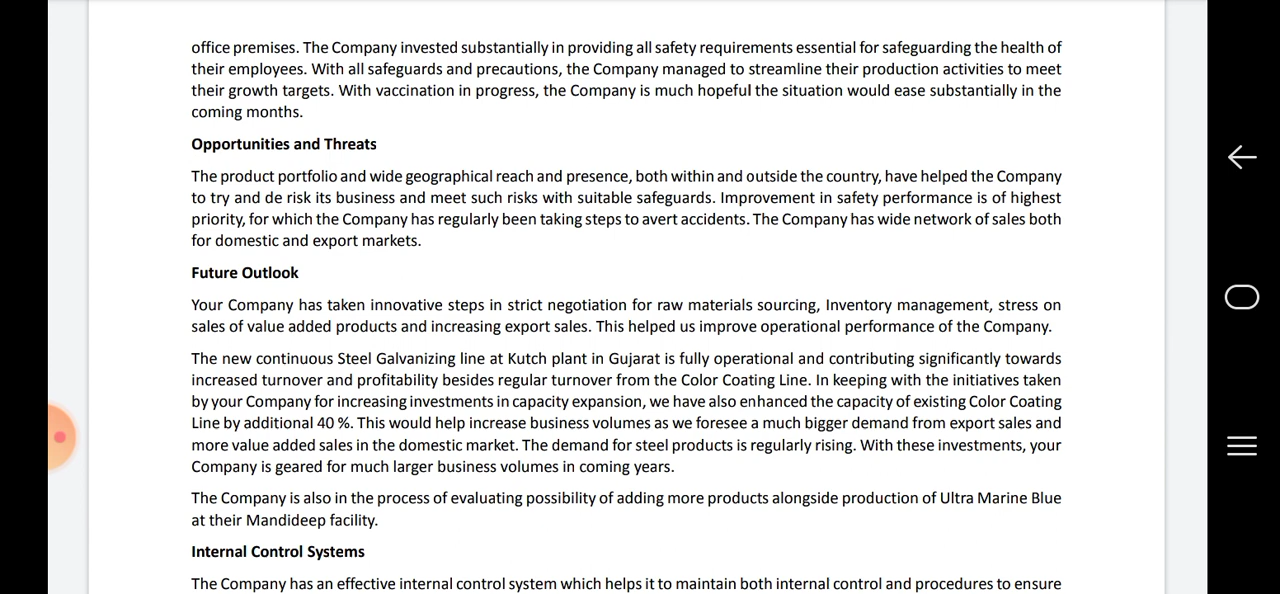 office premises. The Company invested substantially in providing all safety requirements essential for safeguarding the health of
their employees. With all safeguards and precautions, the Company managed to streamline their production activities to meet
their growth targets. With vaccination in progress, the Company is much hopeful the situation would ease substantially in the
coming months.
Opportunities and Threats
The product portfolio and wide geographical reach and presence, both within and outside the country, have helped the Company
to try and de risk its business and meet such risks with suitable safeguards. Improvement in safety performance is of highest
priority, for which the Company has regularly been taking steps to avert accidents. The Company has wide network of sales both
for domestic and export markets.
Future Outlook
Your Company has taken innovative steps in strict negotiation for raw materials sourcing, Inventory management, stress on
sales of value added products and increasing export sales. This helped us improve operational performance of the Company.
The new continuous Steel Galvanizing line at Kutch plant in Gujarat is fully operational and contributing significantly towards
increased turnover and profitability besides regular turnover from the Color Coating Line. In keeping with the initiatives taken
by your Company for increasing investments in capacity expansion, we have also enhanced the capacity of existing Color Coating
Line by additional 40 %. This would help increase business volumes as we foresee a much bigger demand from export sales and
more value added sales in the domestic market. The demand for steel products is regularly rising. With these investments, your
Company is geared for much larger business volumes in coming years.
The Company is also in the process of evaluating possibility of adding more products alongside production of Ultra Marine Blue
at their Mandideep facility.
Internal Control Systems
The Company has an effective internal control system which helps it to maintain both internal control and procedures to ensure